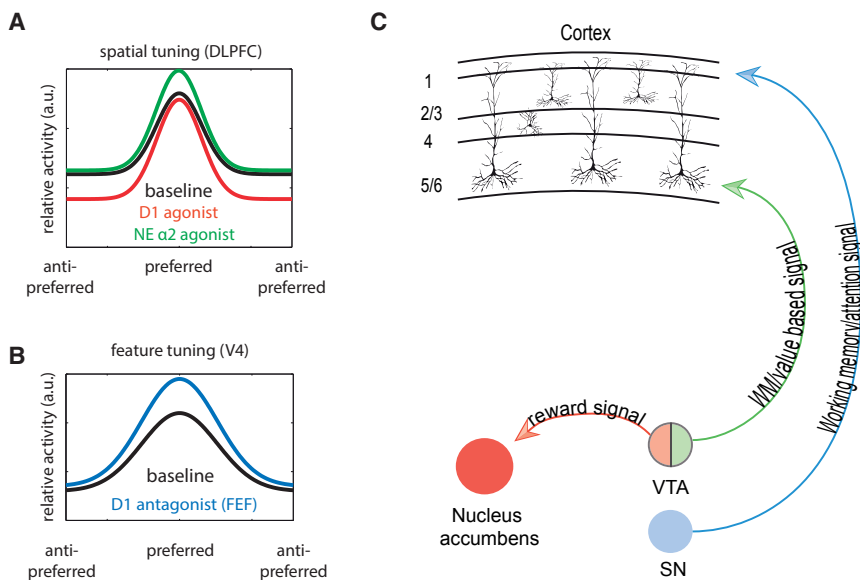 A
spatial tuning (DLPFC)
relative activity (a.u.)
baseline
D1 agonist
NE α2 agonist
anti-
preferred
preferred
anti-
preferred
B
feature tuning (V4)
relative activity (a.u.)
baseline
D1 antagonist (FEF)
anti-
preferred
preferred
anti-
preferred
C
Cortex
1
2/3
4
5/6
WM/value based signal
Working memory/attention signal
reward signal
Nucleus
accumbens
VTA
SN